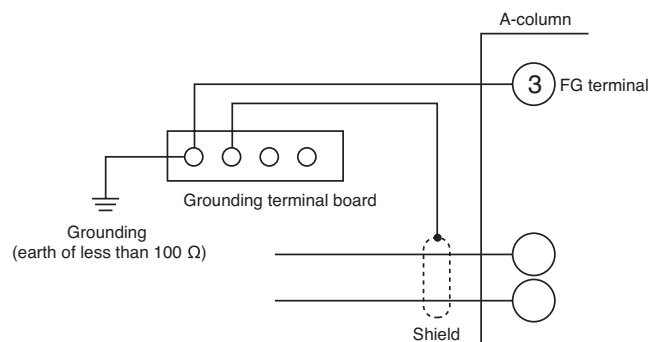 A-column
3 FG terminal
Grounding terminal board
Grounding
(earth of less than 100 Ω)
Shield